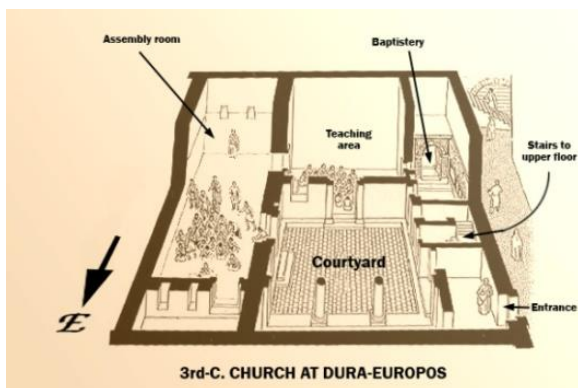 Assembly room
Baptistery
Teaching
area
Stairs to
upper floor
Courtyard
Entrance
E
3rd-C. CHURCH AT DURA-EUROPOS